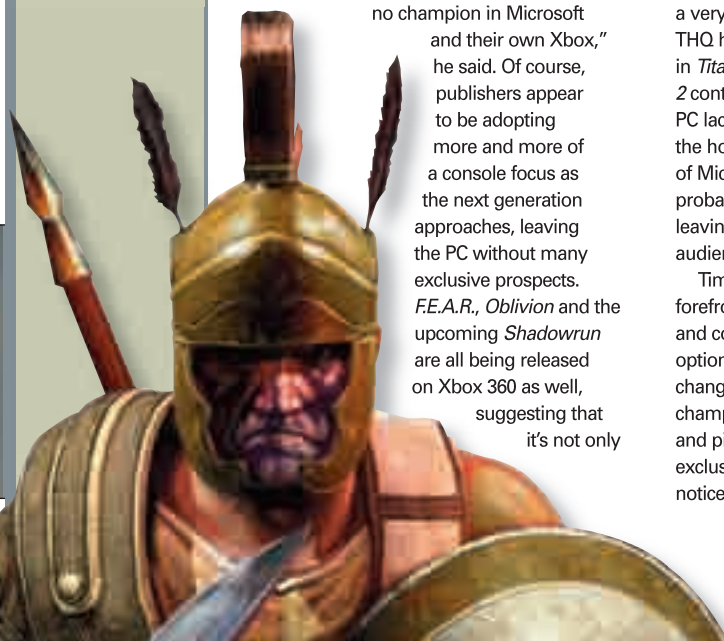 no champion in Microsoft
and their own Xbox,”
he said. Of course,
publishers appear
to be adopting
more and more of
a console focus as
the next generation
approaches, leaving
the PC without many
exclusive prospects.
F.E.A.R., Oblivion and the
upcoming Shadowrun
are all being released
on Xbox 360 as well,
suggesting that
it’s not only
a very
THQ h
in Tita
2 cont
PC lac
the ho
of Mic
proba
leavin
audien
Tim
forefro
and co
option
chang
champ
and pi
exclus
notice